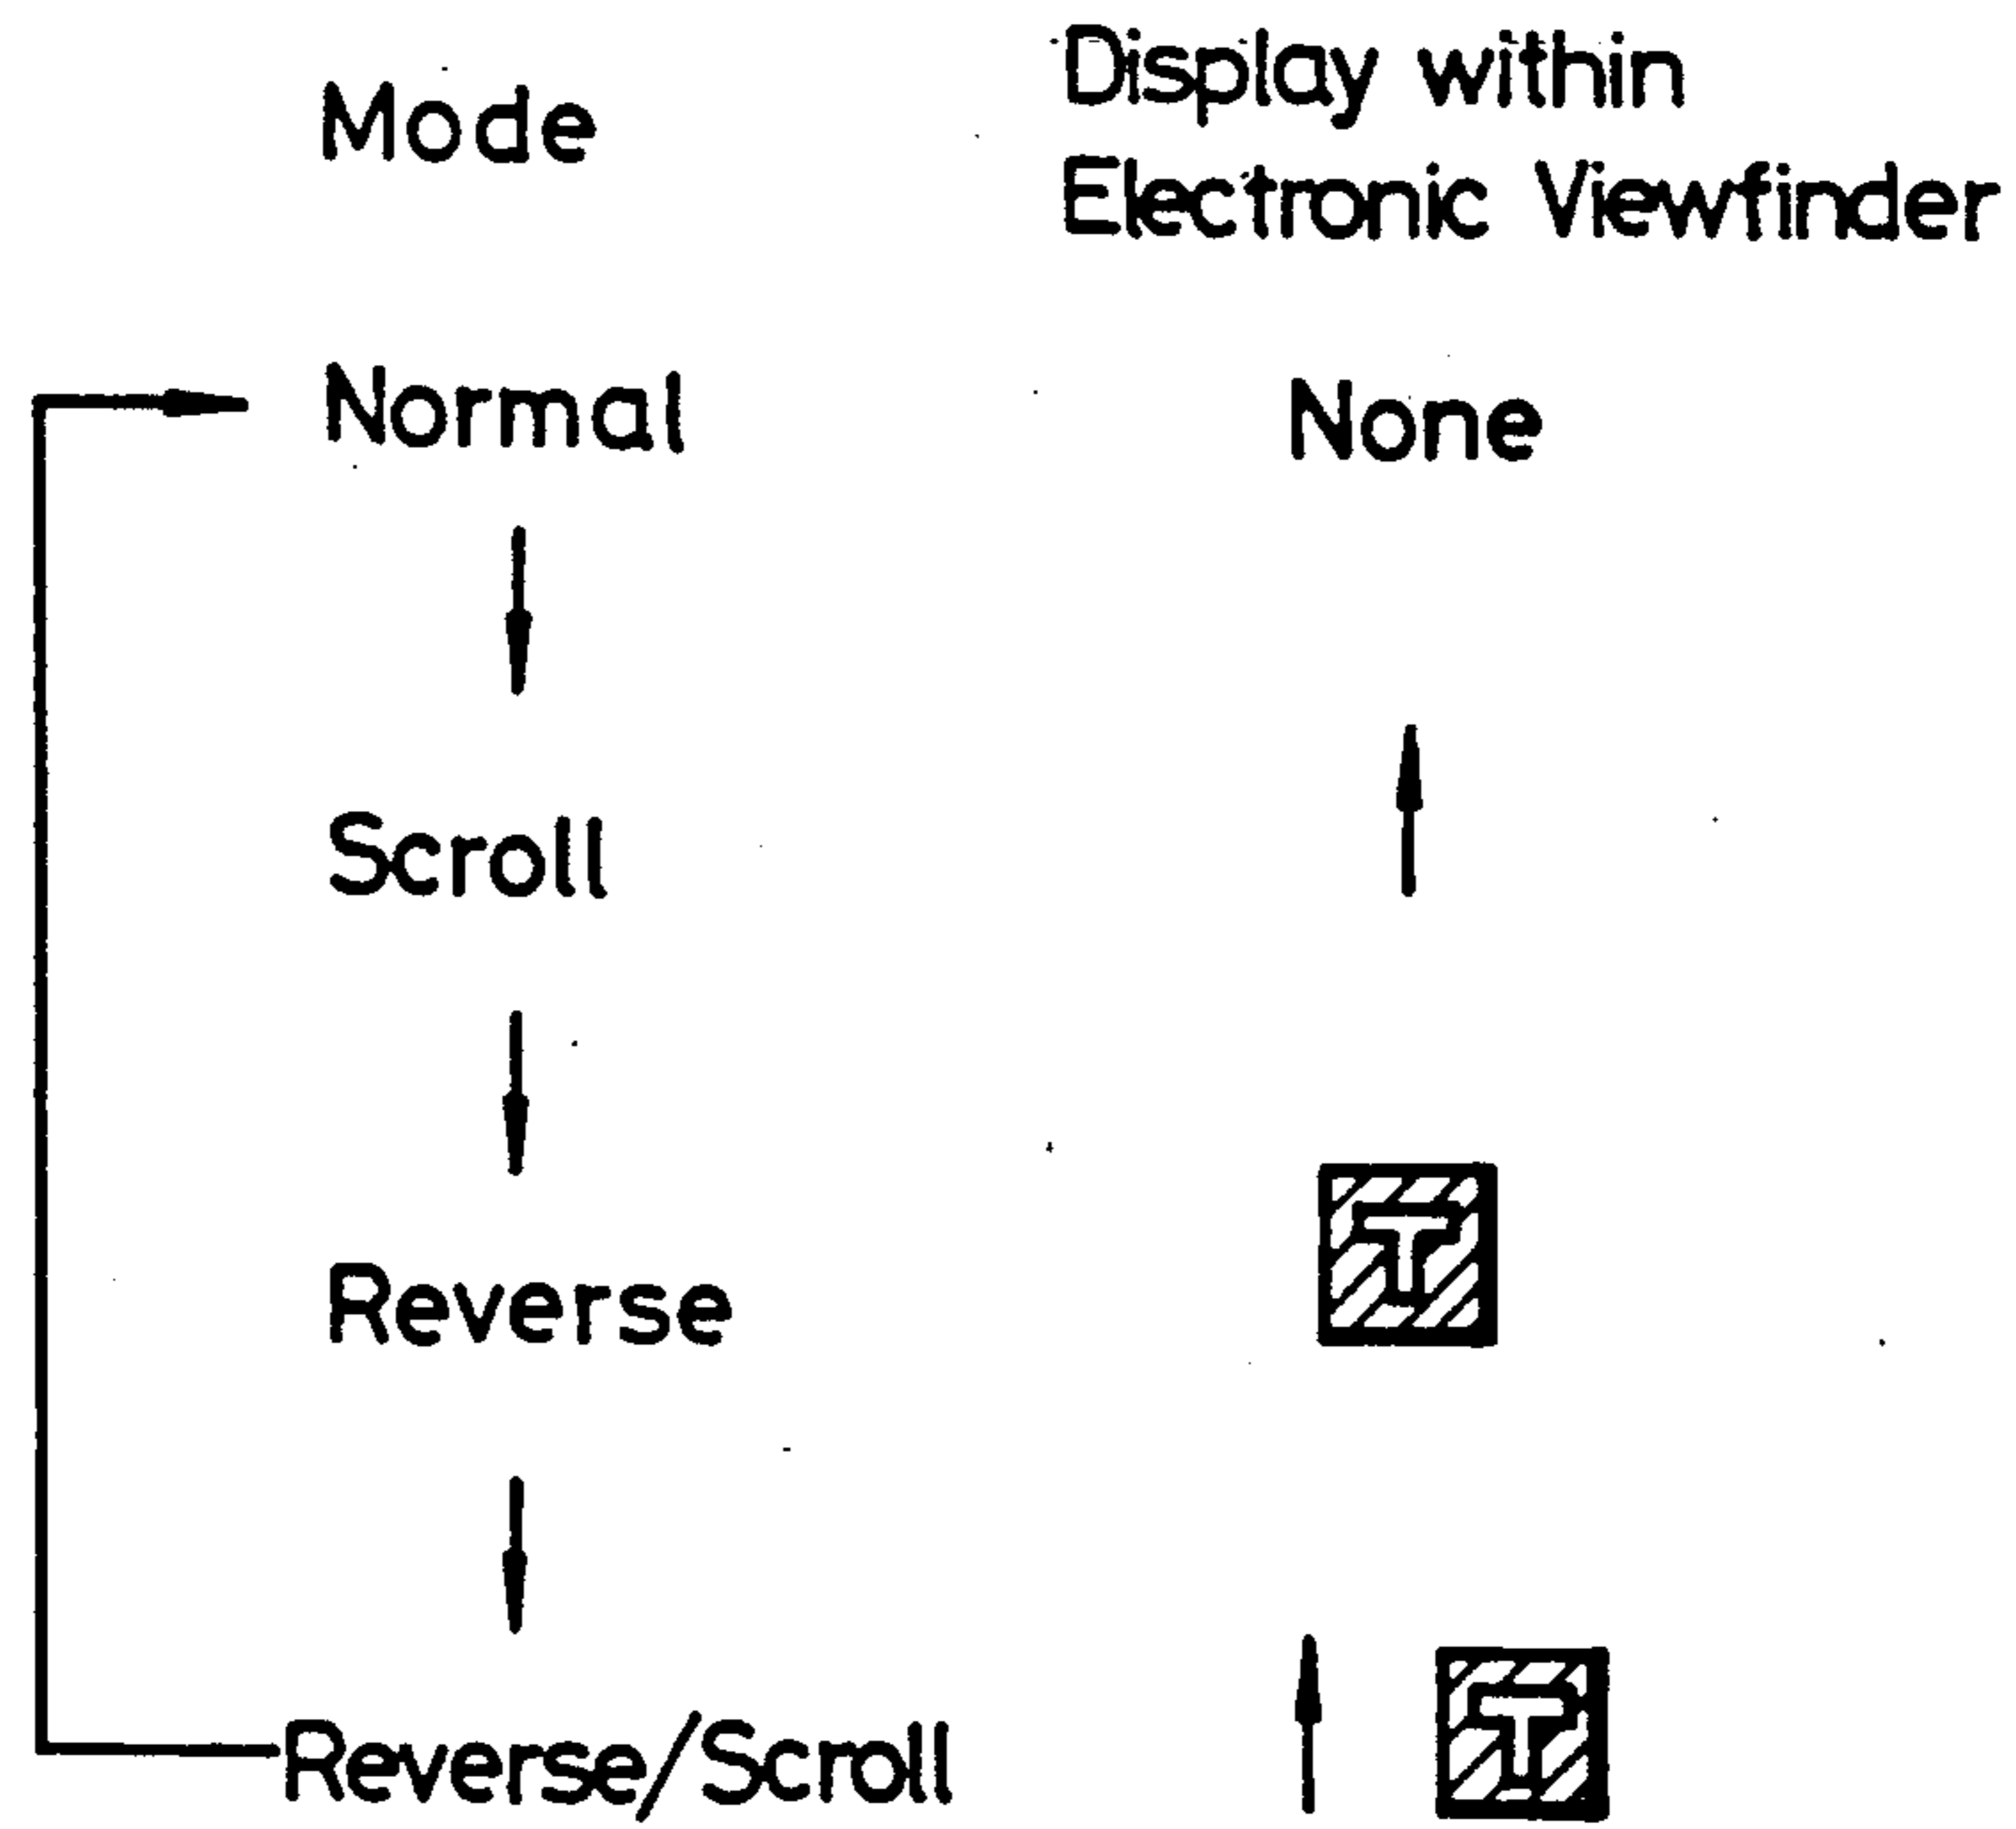 Mode
Display within
Electronic Viewfinder
Normal
None
Scroll
Reverse
T
Reverse/Scroll
T